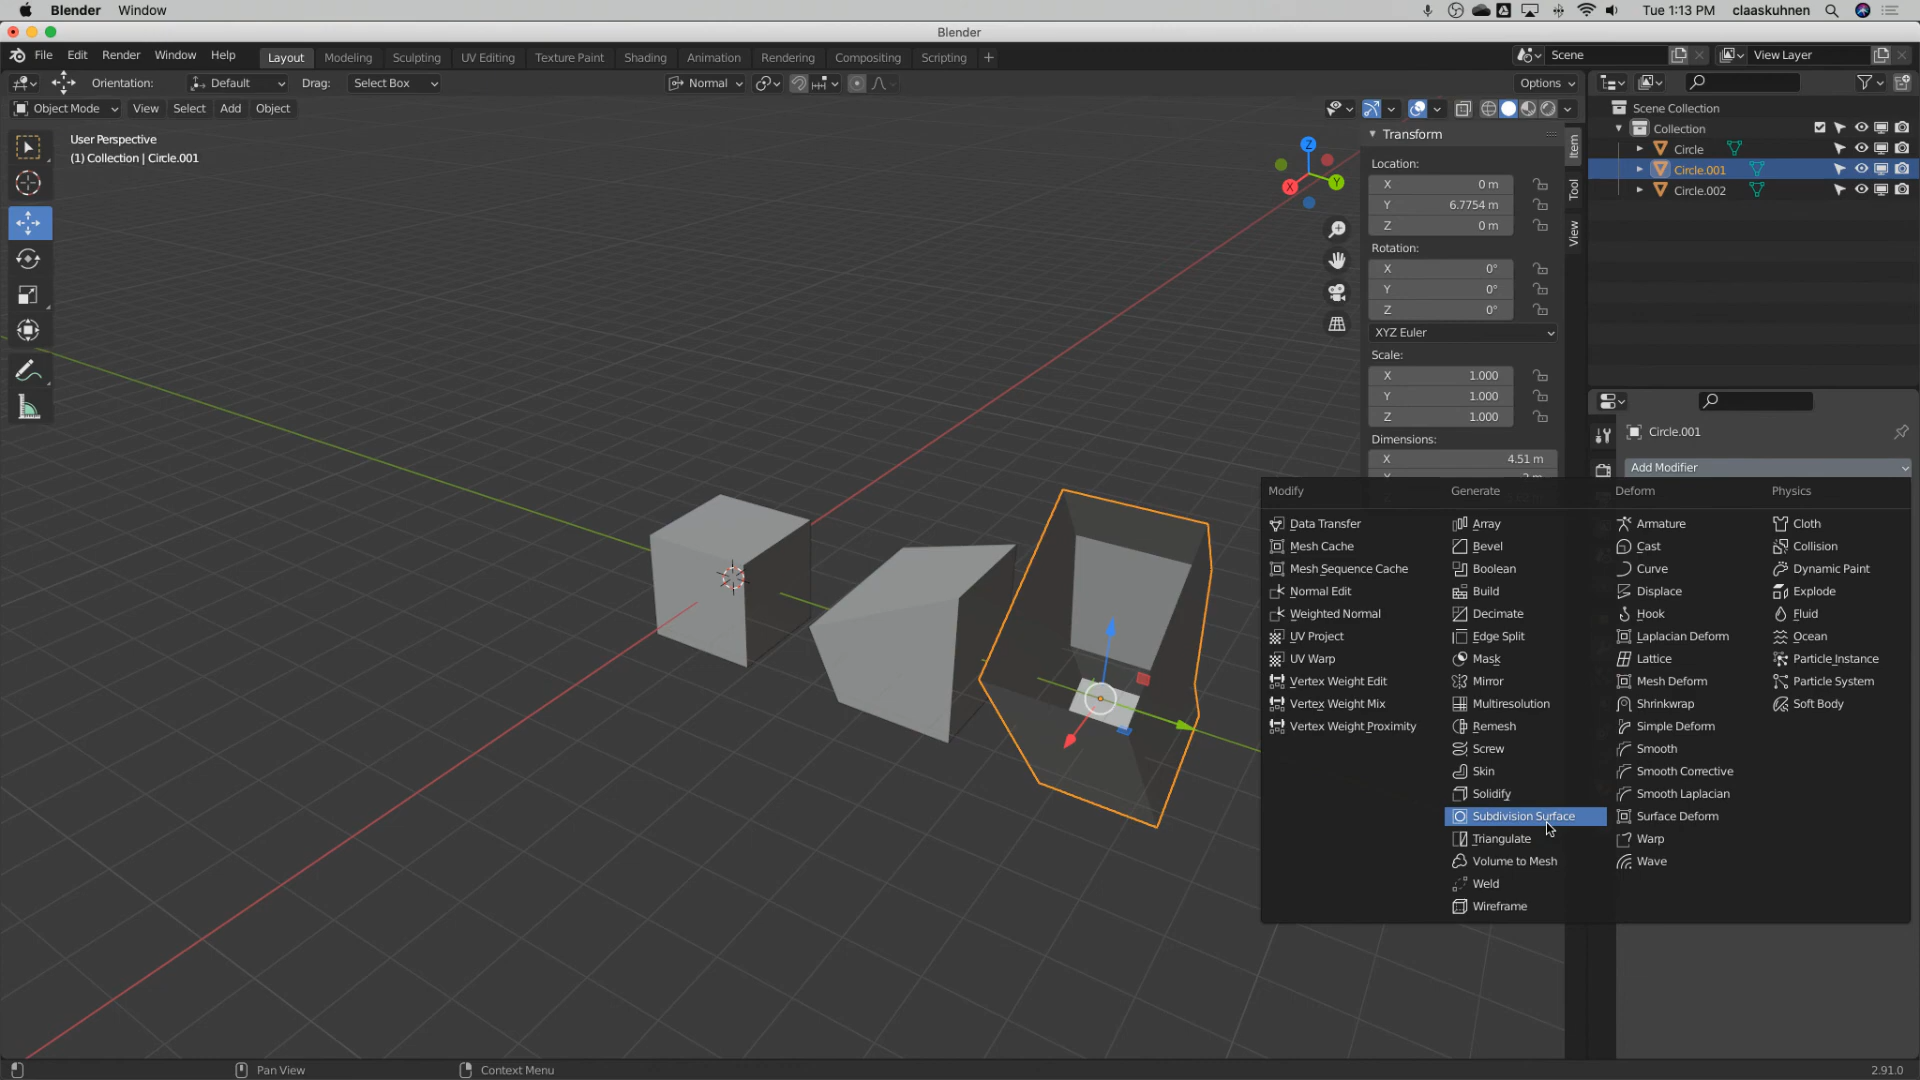 Blender Window Tue 1:13 PM claaskuhnen
Blender
File Edit Render Window Help Layout Modeling Sculpting UV Editing Texture Paint Shading Animation Rendering Compositing Scripting + Scene View Layer
Orientation: Default Drag: Select Box Normal Options
Object Mode View Select Add Object
User Perspective
(1) Collection | Circle.001
Z
X
Y
Transform
Location:
X 0 m
Y 6.7754 m
Z 0 m
Rotation:
X 0°
Y 0°
Z 0°
XYZ Euler
Scale:
X 1.000
Y 1.000
Z 1.000
Dimensions:
X 4.51 m
Item
Tool
View
Scene Collection
Collection
Circle
Circle.001
Circle.002
Circle.001
Add Modifier
Modify
Data Transfer
Mesh Cache
Mesh Sequence Cache
Normal Edit
Weighted Normal
UV Project
UV Warp
Vertex Weight Edit
Vertex Weight Mix
Vertex Weight Proximity
Generate
Array
Bevel
Boolean
Build
Decimate
Edge Split
Mask
Mirror
Multiresolution
Remesh
Screw
Skin
Solidify
Subdivision Surface
Triangulate
Volume to Mesh
Weld
Wireframe
Deform
Armature
Cast
Curve
Displace
Hook
Laplacian Deform
Lattice
Mesh Deform
Shrinkwrap
Simple Deform
Smooth
Smooth Corrective
Smooth Laplacian
Surface Deform
Warp
Wave
Physics
Cloth
Collision
Dynamic Paint
Explode
Fluid
Ocean
Particle Instance
Particle System
Soft Body
Pan View Context Menu 2.91.0